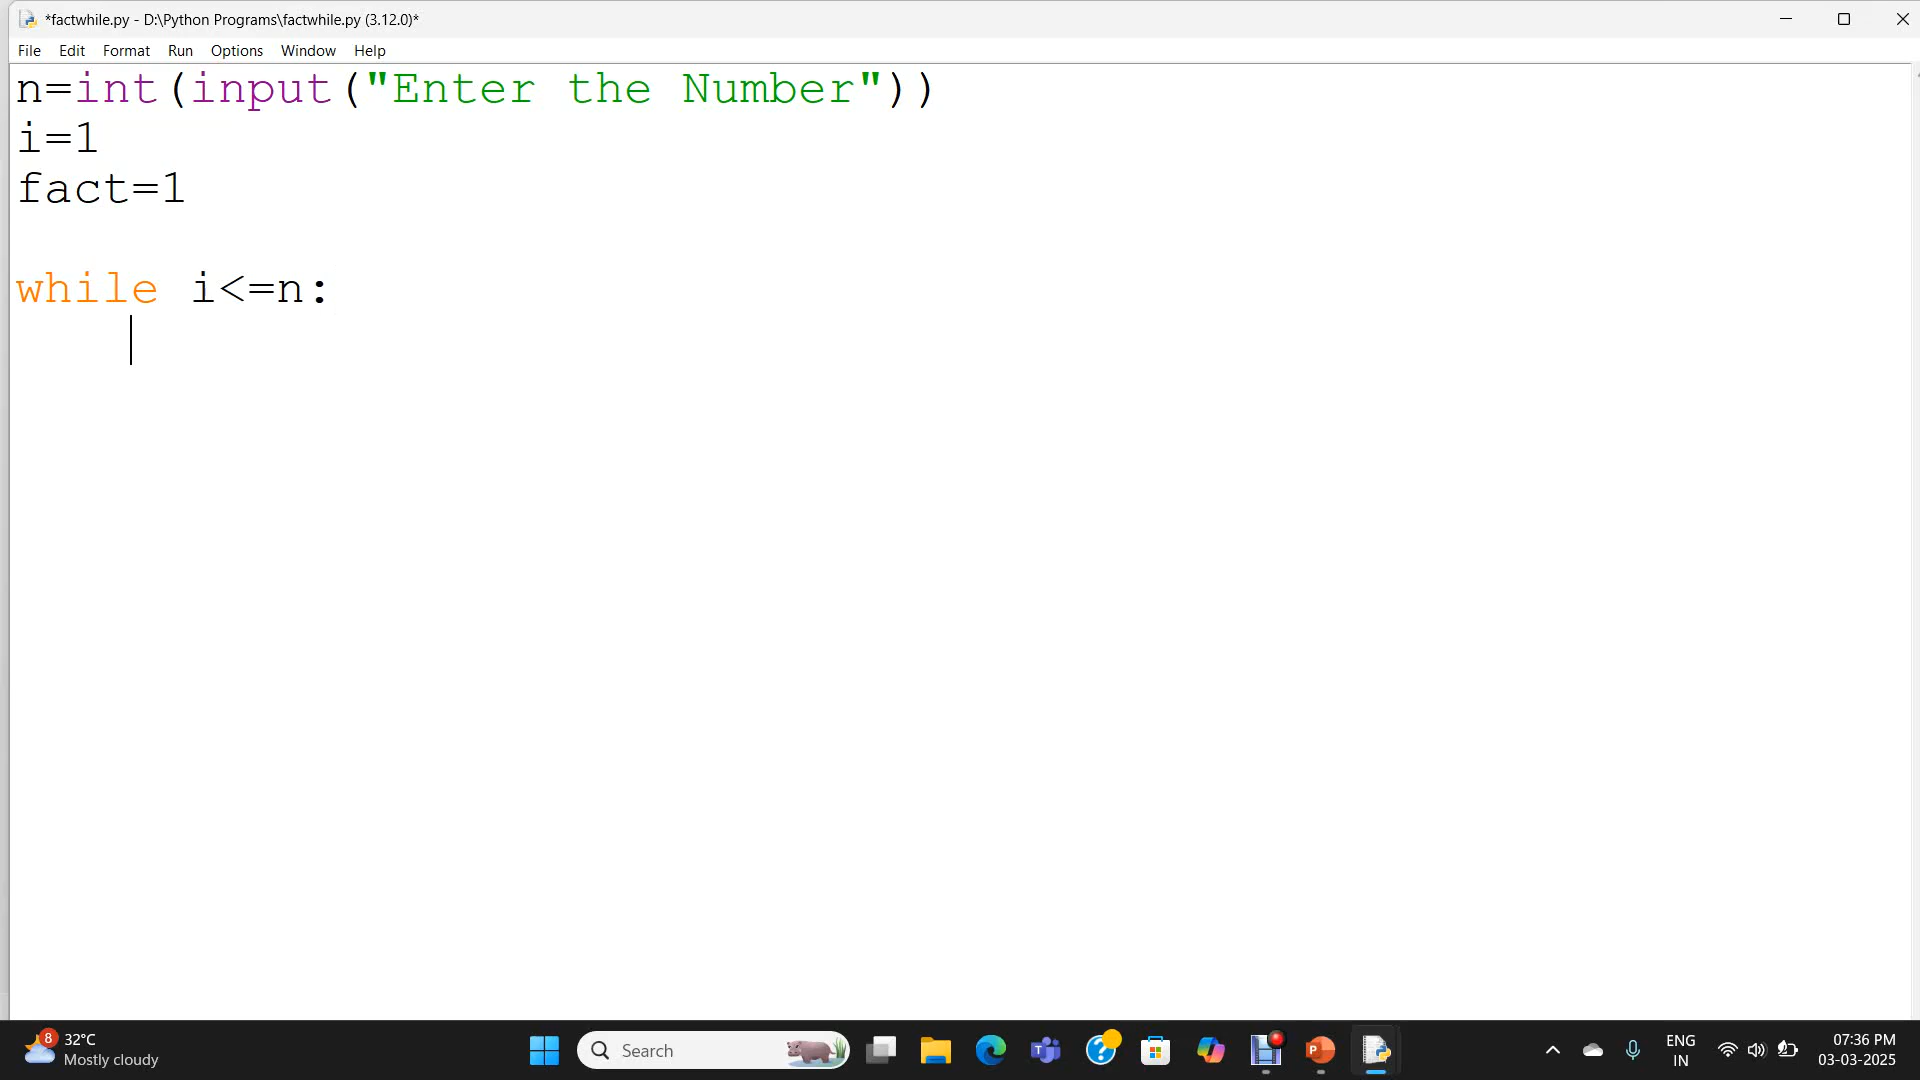 *factwhile.py - D:\Python Programs\factwhile.py (3.12.0)*
File Edit Format Run Options Window Help
n=int(input("Enter the Number"))
i=1
fact=1
while i<=n:
8
32°C
Mostly cloudy
Search
ENG
IN
07:36 PM
03-03-2025